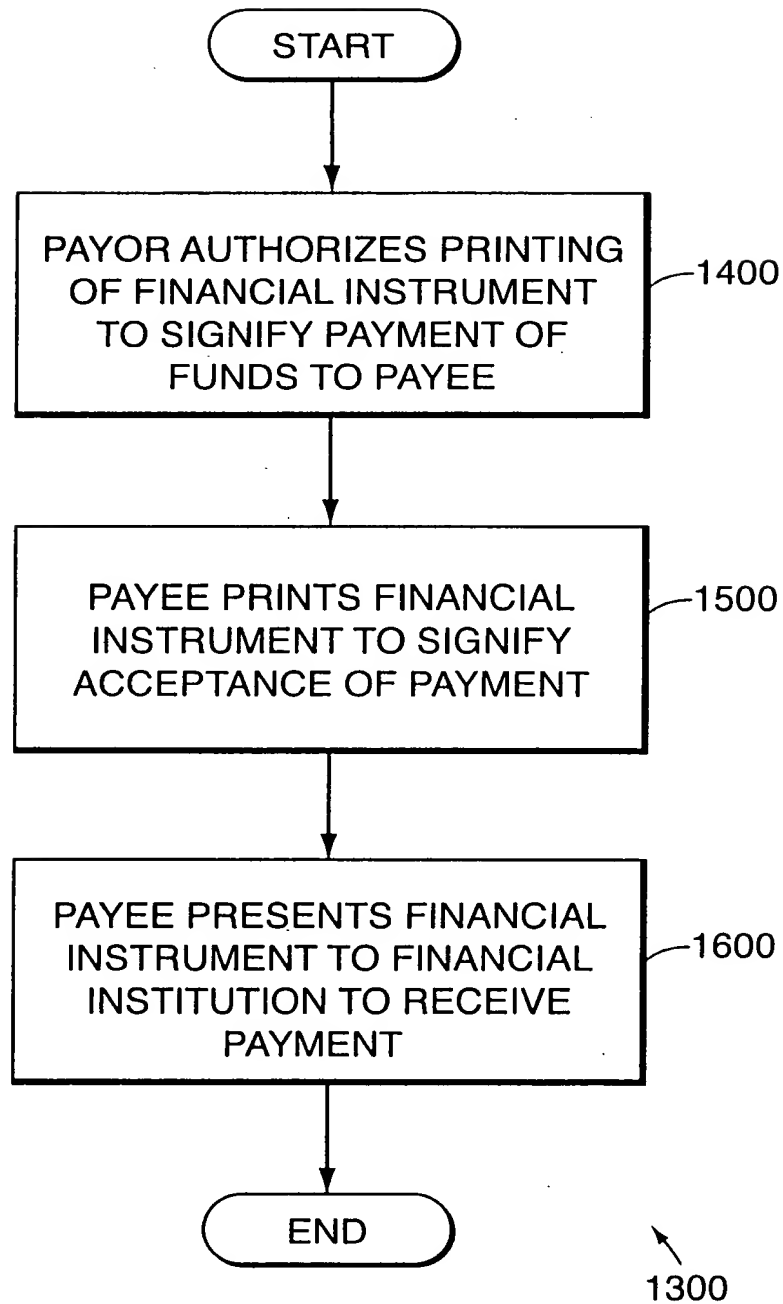 START
PAYOR AUTHORIZES PRINTING
OF FINANCIAL INSTRUMENT
TO SIGNIFY PAYMENT OF
FUNDS TO PAYEE
1400
PAYEE PRINTS FINANCIAL
INSTRUMENT TO SIGNIFY
ACCEPTANCE OF PAYMENT
1500
PAYEE PRESENTS FINANCIAL
INSTRUMENT TO FINANCIAL
INSTITUTION TO RECEIVE
PAYMENT
1600
END
1300